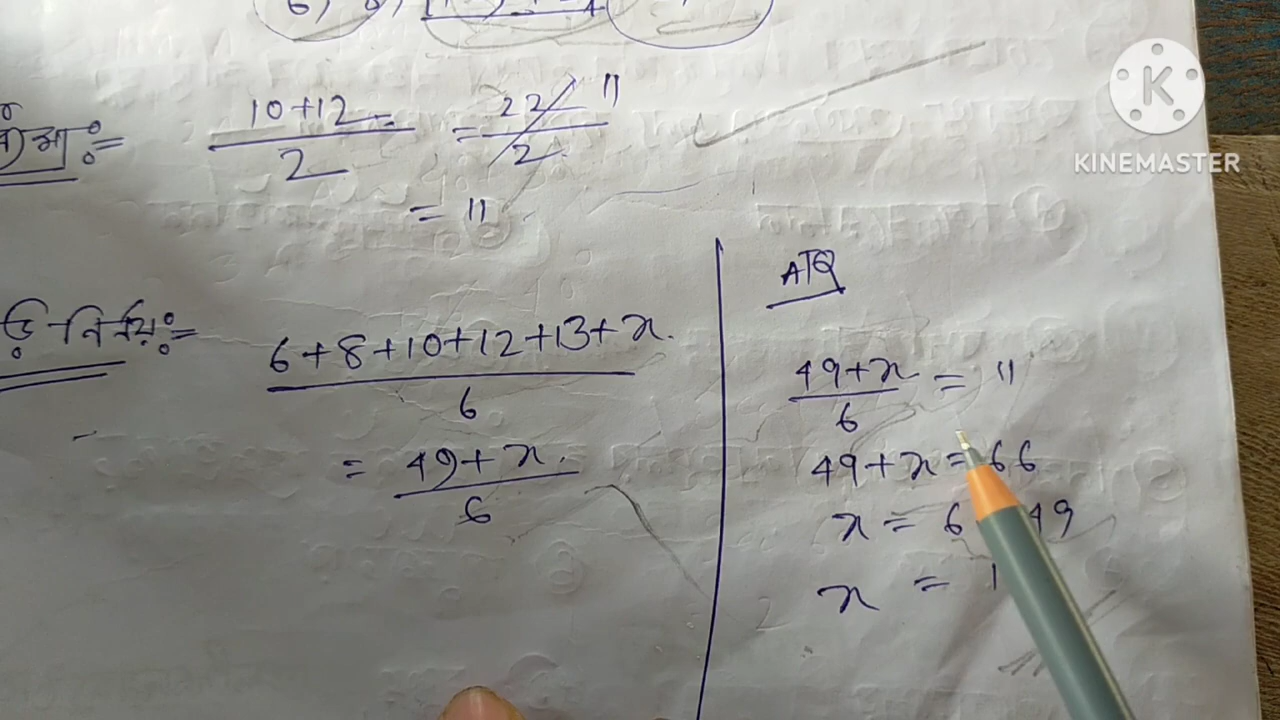 10+12 = 22/2 11
2
= 11
6+8+10+12+13+x
6
= 49+x
6
ATQ
49+x = 11
6
49+x=66
x = 6 49
x = 1
K
KINEMASTER